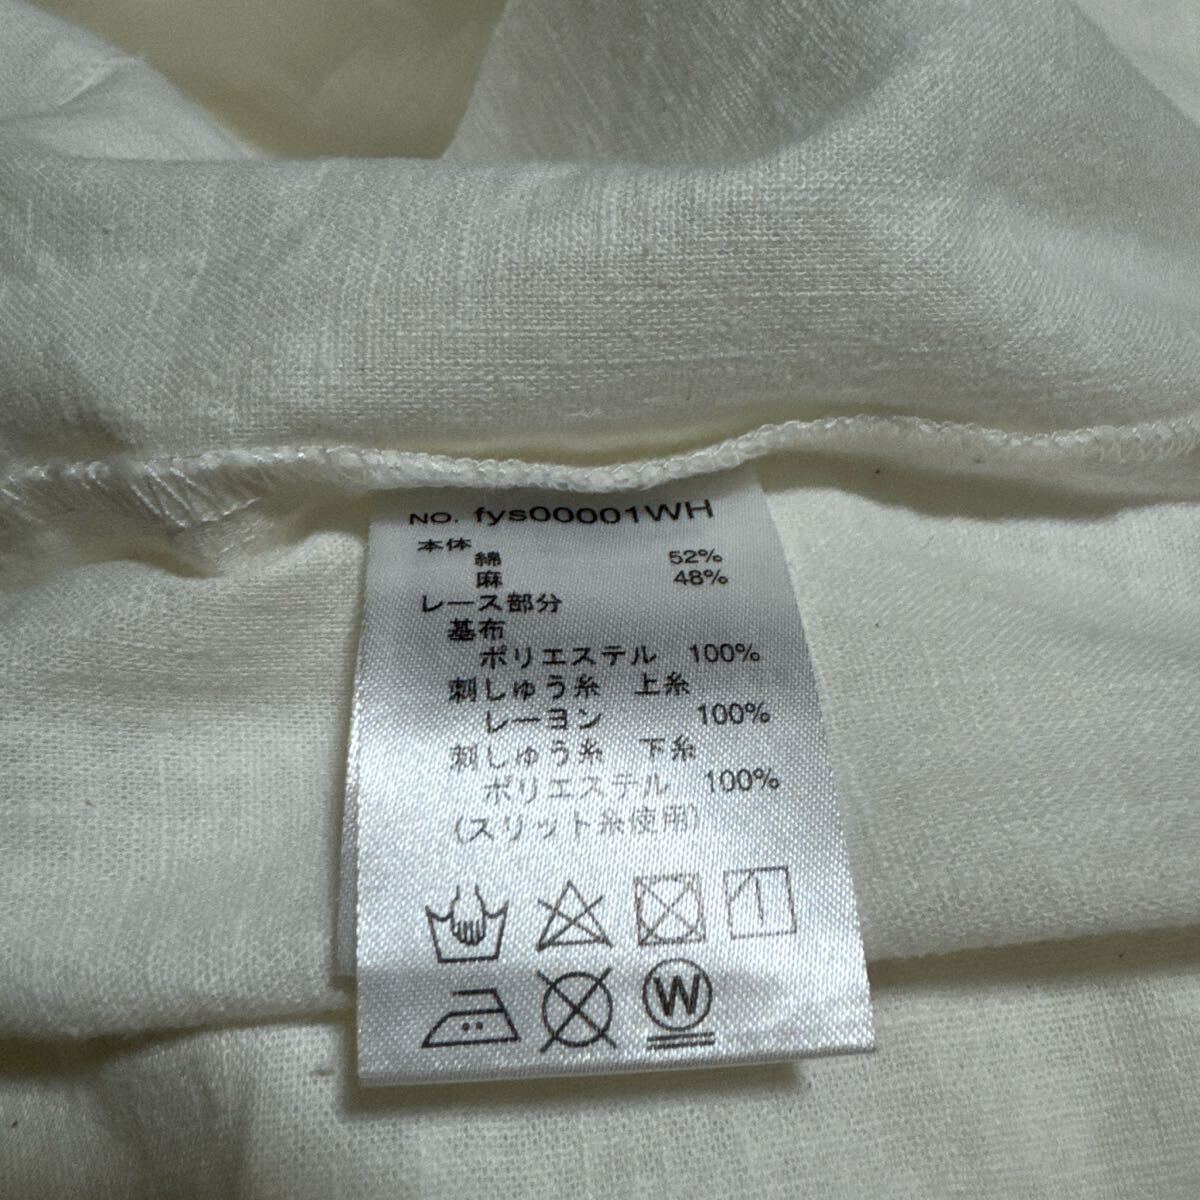 NO. fys00001WH
本体
綿 52%
麻 48%
レース部分
基布
ポリエステル 100%
刺しゅう糸 上糸
レーヨン 100%
刺しゅう糸 下糸
ポリエステル 100%
(スリット糸使用)
W